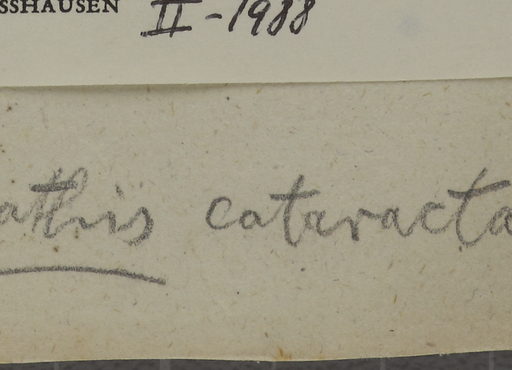 SSHAUSEN II-1988
athis cataracta